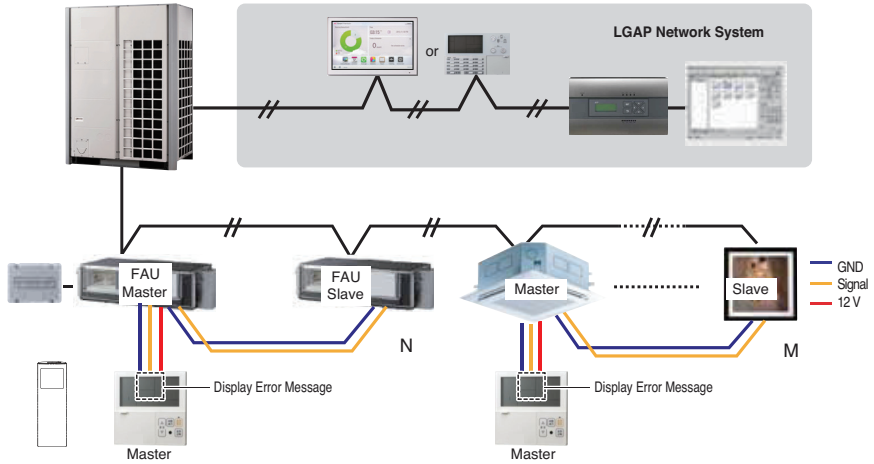 LGAP Network System
or
FAU
Master
FAU
Slave
Master
Slave
GND
Signal
12 V
N
M
Display Error Message
Display Error Message
Master
Master